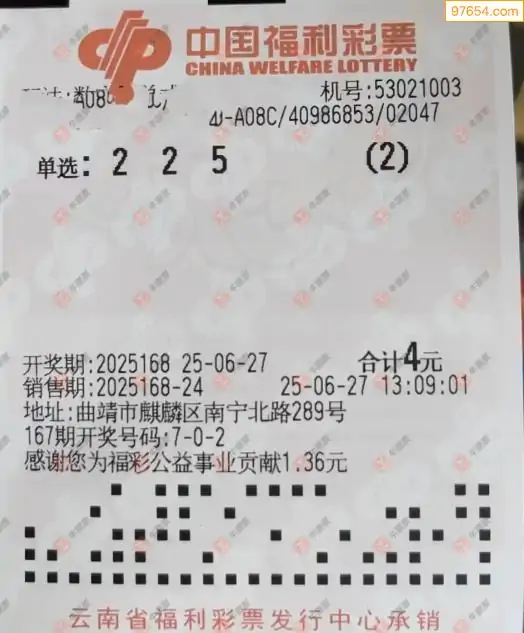 97654.com
中国福利彩票
CHINA WELFARE LOTTERY
机号:53021003
-A08C/40986853/02047
单选: 2 2 5 (2)
开奖期:2025168 25-06-27 合计4元
销售期:2025168-24 25-06-27 13:09:01
地址:曲靖市麒麟区南宁北路289号
167期开奖号码:7-0-2
感谢您为福彩公益事业贡献1.36元
云南省福利彩票发行中心承销